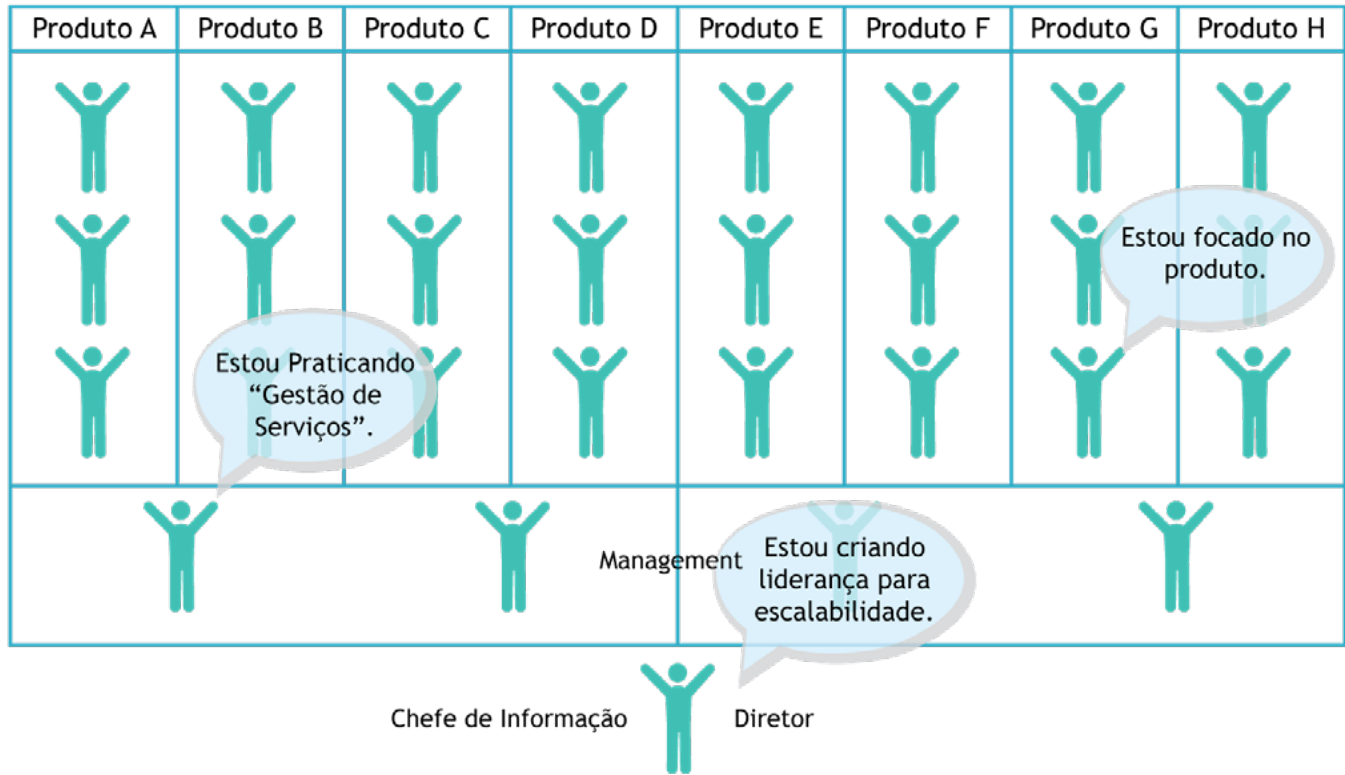 Produto A
Produto B
Produto C
Produto D
Produto E
Produto F
Produto G
Produto H
Estou focado no
produto.
Estou Praticando
“Gestão de
Serviços”.
Management
Estou criando
liderança para
escalabilidade.
Chefe de Informação
Diretor